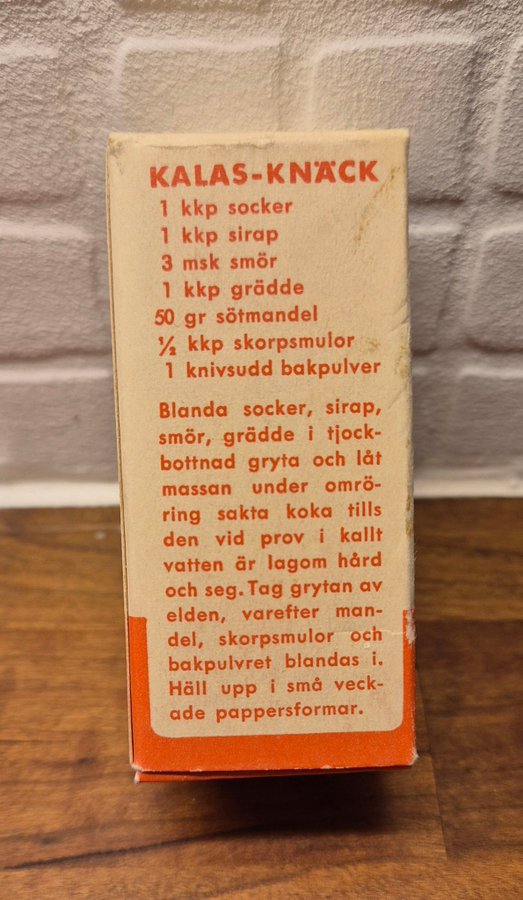 KALAS-KNÄCK
1 kkp socker
1 kkp sirap
3 msk smör
1 kkp grädde
50 gr sötmandel
½ kkp skorpsmulor
1 knivsudd bakpulver
Blanda socker, sirap,
smör, grädde i tjock-
bottnad gryta och låt
massan under omrö-
ring sakta koka tills
den vid prov i kallt
vatten är lagom hård
och seg. Tag grytan av
elden, varefter man-
del, skorpsmulor och
bakpulvret blandas i.
Häll upp i små veck-
ade pappersformar.